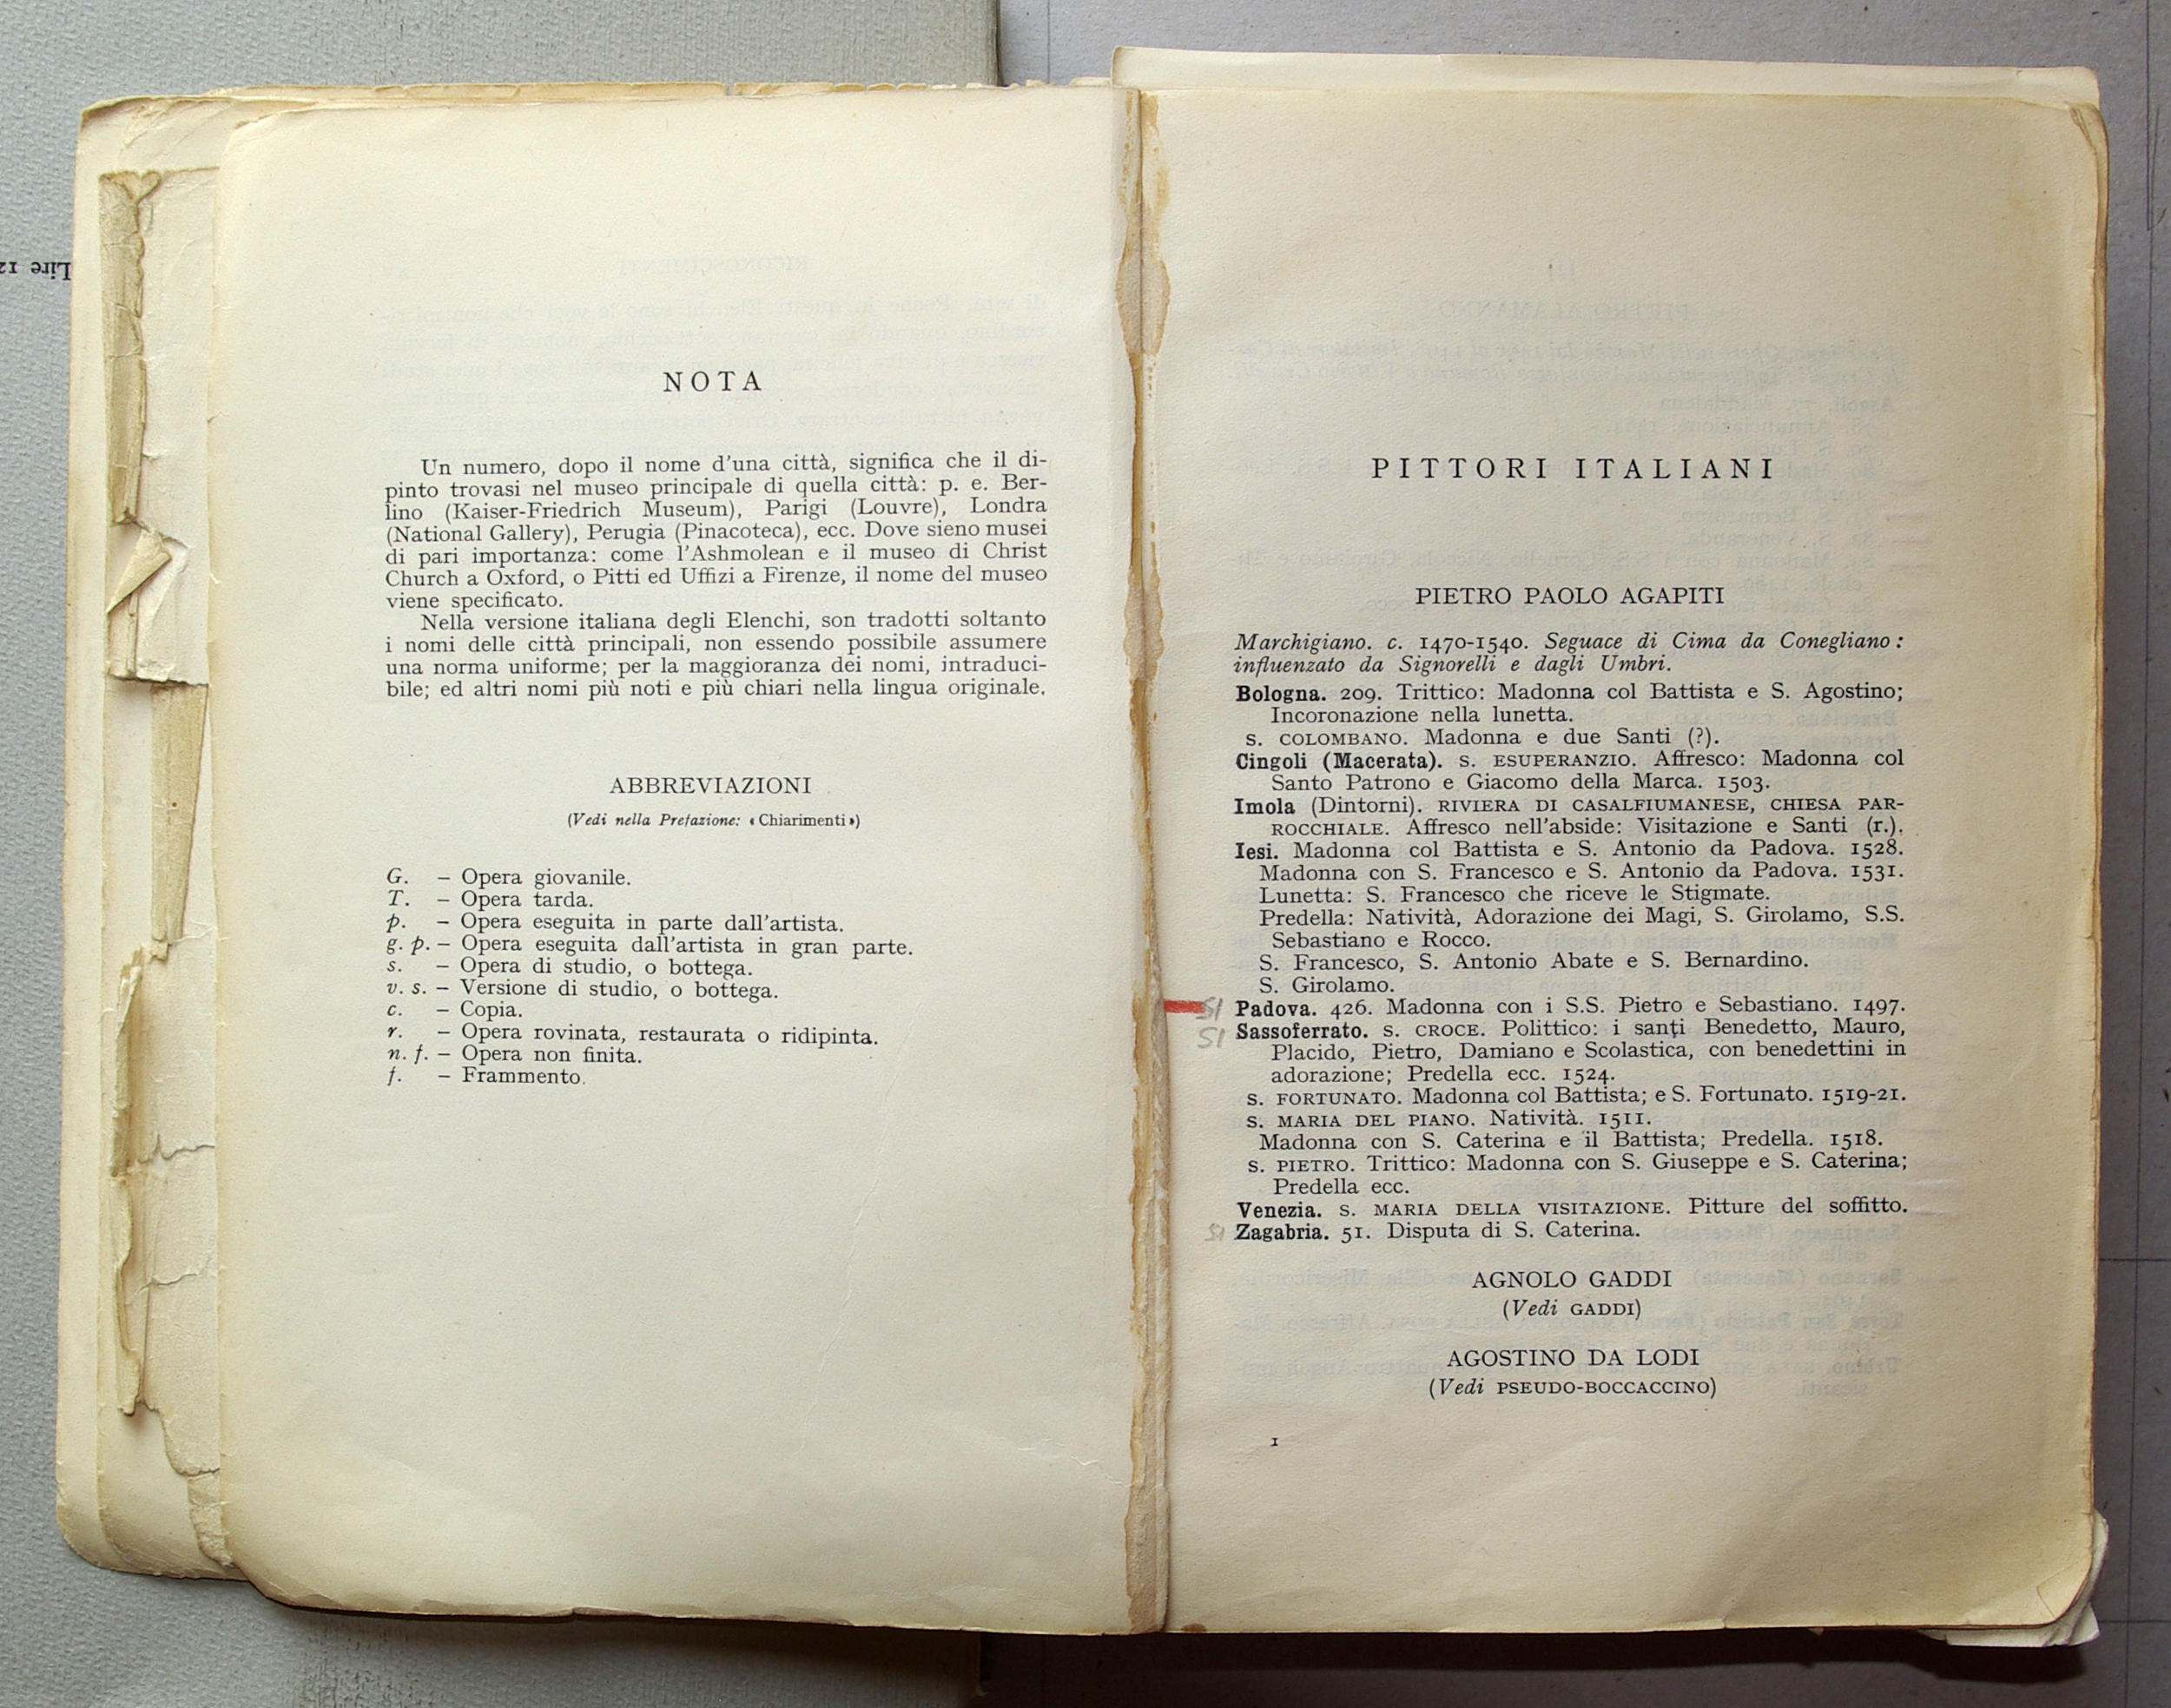 Lire 12
NOTA
Un numero, dopo il nome d'una città, significa che il di-
pinto trovasi nel museo principale di quella città: p. e. Ber-
lino (Kaiser-Friedrich Museum), Parigi (Louvre), Londra
(National Gallery), Perugia (Pinacoteca), ecc. Dove sieno musei
di pari importanza: come l'Ashmolean e il museo di Christ
Church a Oxford, o Pitti ed Uffizi a Firenze, il nome del museo
viene specificato.
Nella versione italiana degli Elenchi, son tradotti soltanto
i nomi delle città principali, non essendo possibile assumere
una norma uniforme; per la maggioranza dei nomi, intraduci-
bile; ed altri nomi più noti e più chiari nella lingua originale.
ABBREVIAZIONI
(Vedi nella Prefazione: «Chiarimenti»)
G. – Opera giovanile.
T. – Opera tarda.
p. – Opera eseguita in parte dall'artista.
g. p. – Opera eseguita dall'artista in gran parte.
s. – Opera di studio, o bottega.
v. s. – Versione di studio, o bottega.
c. – Copia.
r. – Opera rovinata, restaurata o ridipinta.
n. f. – Opera non finita.
f. – Frammento.
PITTORI ITALIANI
PIETRO PAOLO AGAPITI
Marchigiano. c. 1470-1540. Seguace di Cima da Conegliano:
influenzato da Signorelli e dagli Umbri.
Bologna. 209. Trittico: Madonna col Battista e S. Agostino;
Incoronazione nella lunetta.
S. COLOMBANO. Madonna e due Santi (?).
Cingoli (Macerata). S. ESUPERANZIO. Affresco: Madonna col
Santo Patrono e Giacomo della Marca. 1503.
Imola (Dintorni). RIVIERA DI CASALFIUMANESE, CHIESA PAR-
ROCCHIALE. Affresco nell'abside: Visitazione e Santi (r.).
Iesi. Madonna col Battista e S. Antonio da Padova. 1528.
Madonna con S. Francesco e S. Antonio da Padova. 1531.
Lunetta: S. Francesco che riceve le Stigmate.
Predella: Natività, Adorazione dei Magi, S. Girolamo, S.S.
Sebastiano e Rocco.
S. Francesco, S. Antonio Abate e S. Bernardino.
S. Girolamo.
SI Padova. 426. Madonna con i S.S. Pietro e Sebastiano. 1497.
SI Sassoferrato. S. CROCE. Polittico: i santi Benedetto, Mauro,
Placido, Pietro, Damiano e Scolastica, con benedettini in
adorazione; Predella ecc. 1524.
S. FORTUNATO. Madonna col Battista; e S. Fortunato. 1519-21.
S. MARIA DEL PIANO. Natività. 1511.
Madonna con S. Caterina e il Battista; Predella. 1518.
S. PIETRO. Trittico: Madonna con S. Giuseppe e S. Caterina;
Predella ecc.
Venezia. S. MARIA DELLA VISITAZIONE. Pitture del soffitto.
SI Zagabria. 51. Disputa di S. Caterina.
AGNOLO GADDI
(Vedi GADDI)
AGOSTINO DA LODI
(Vedi PSEUDO-BOCCACCINO)
1